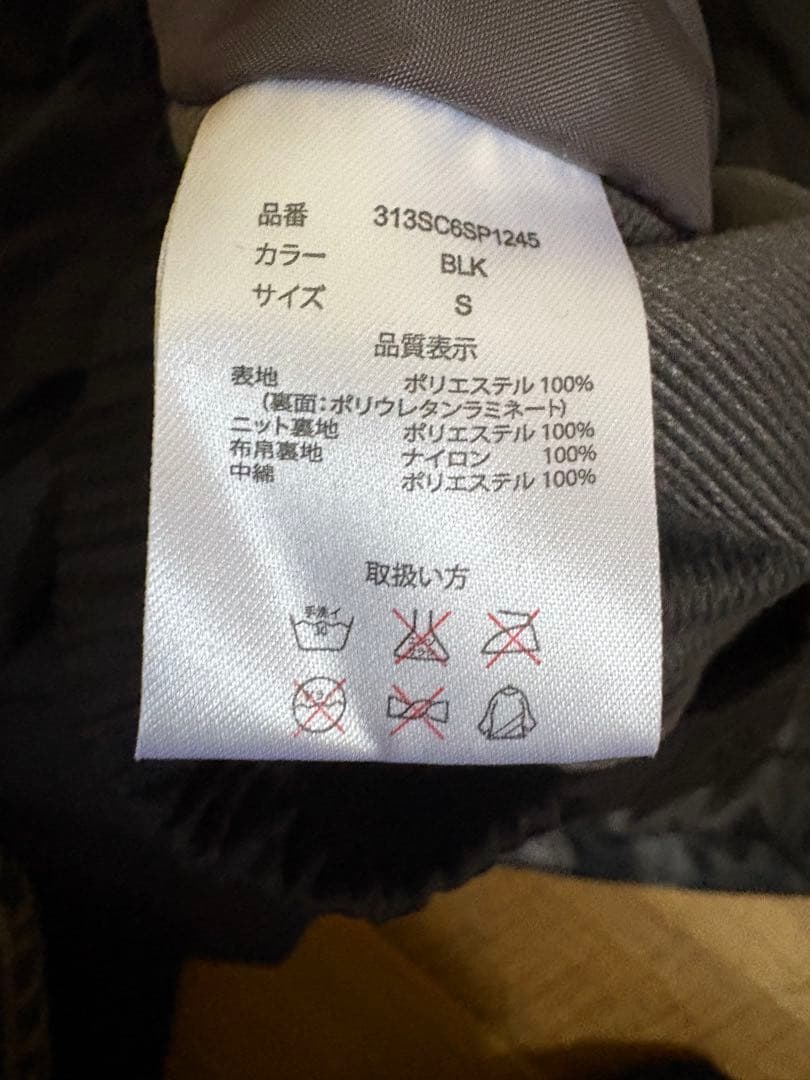 品番 313SC6SP1245
カラー BLK
サイズ S
品質表示
表地 ポリエステル 100%
（裏面：ポリウレタンラミネート）
ニット裏地 ポリエステル 100%
布帛裏地 ナイロン 100%
中綿 ポリエステル 100%
取扱い方
手洗イ
30